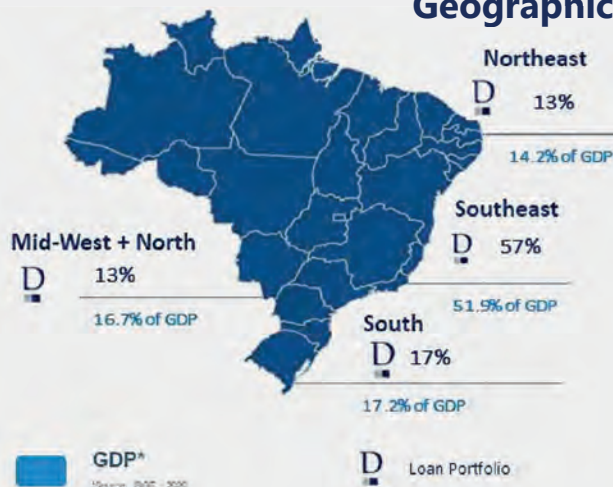 Geographic
Northeast
D 13%
14.2% of GDP
Southeast
D 57%
51.9% of GDP
Mid-West + North
D 13%
16.7% of GDP
South
D 17%
17.2% of GDP
GDP*
D Loan Portfolio